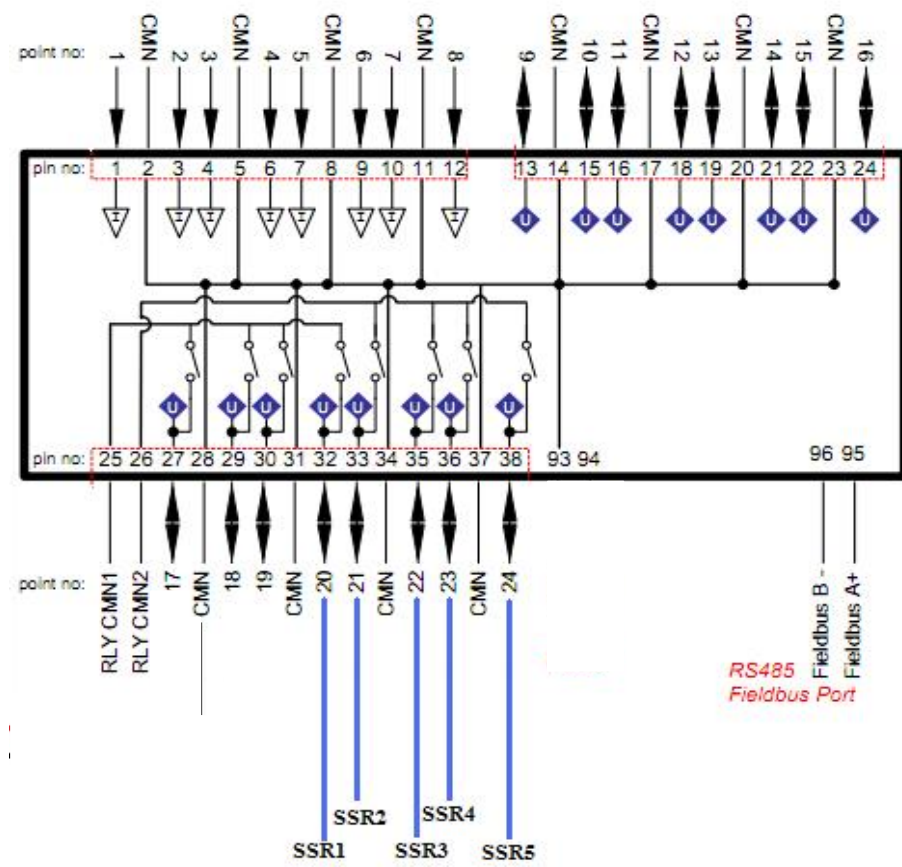 point no: 1 CMN 2 3 CMN 4 5 CMN 6 7 CMN 8 9 CMN 10 11 CMN 12 13 CMN 14 15 CMN 16
pin no: 1 2 3 4 5 6 7 8 9 10 11 12 13 14 15 16 17 18 19 20 21 22 23 24
I I I I I I I I U U U U U U U U
U U U U U U U U
pin no: 25 26 27 28 29 30 31 32 33 34 35 36 37 38 93 94 96 95
point no: RLY CMN1 RLY CMN2 17 CMN 18 19 CMN 20 21 CMN 22 23 CMN 24 Fieldbus B - Fieldbus A+
RS485
Fieldbus Port
SSR2 SSR4
SSR1 SSR3 SSR5